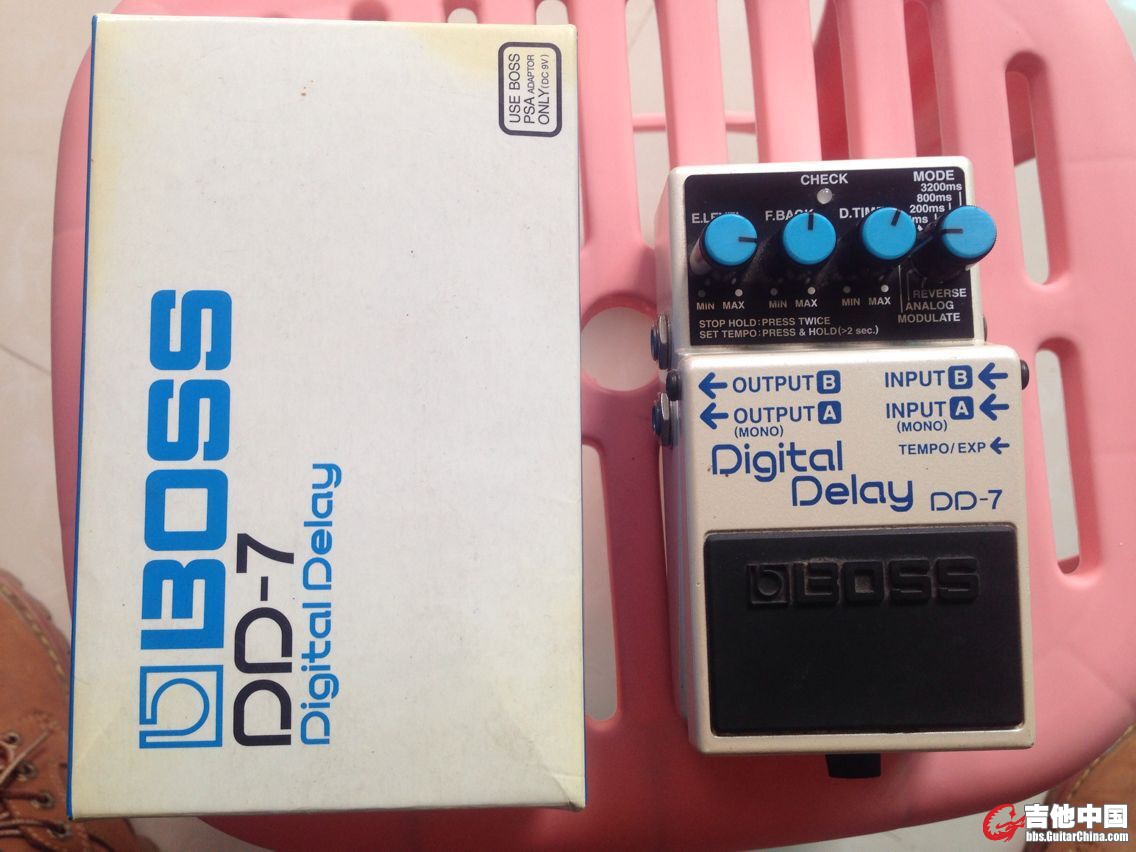 USE BOSS
PSA ADAPTOR
ONLY (DC 9V)
BOSS
DD-7
Digital Delay
CHECK
MODE
3200ms
800ms
200ms
F.BACK
MIN MAX
MIN MAX
MIN MAX
REVERSE
ANALOG
MODULATE
STOP HOLD:PRESS TWICE
SET TEMPO:PRESS & HOLD(>2 sec.)
OUTPUT B
INPUT B
OUTPUT A
(MONO)
INPUT A
(MONO)
TEMPO/EXP
Digital
Delay DD-7
BOSS
吉他中国
bbs.GuitarChina.com